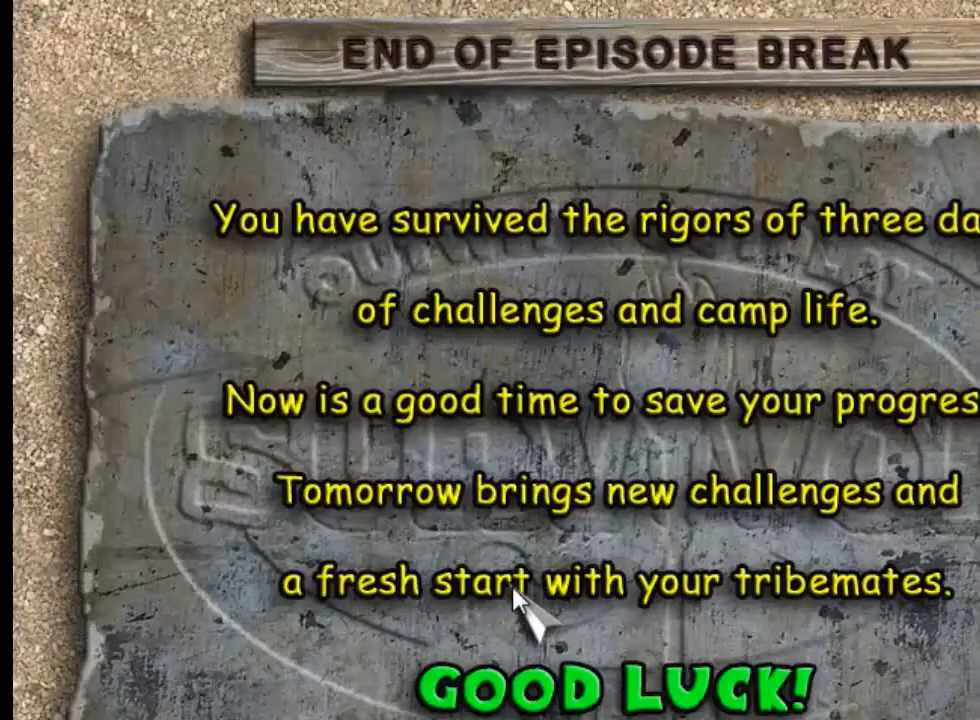 END OF EPISODE BREAK
You have survived the rigors of three da
of challenges and camp life.
Now is a good time to save your progres
Tomorrow brings new challenges and
a fresh start with your tribemates.
GOOD LUCK!